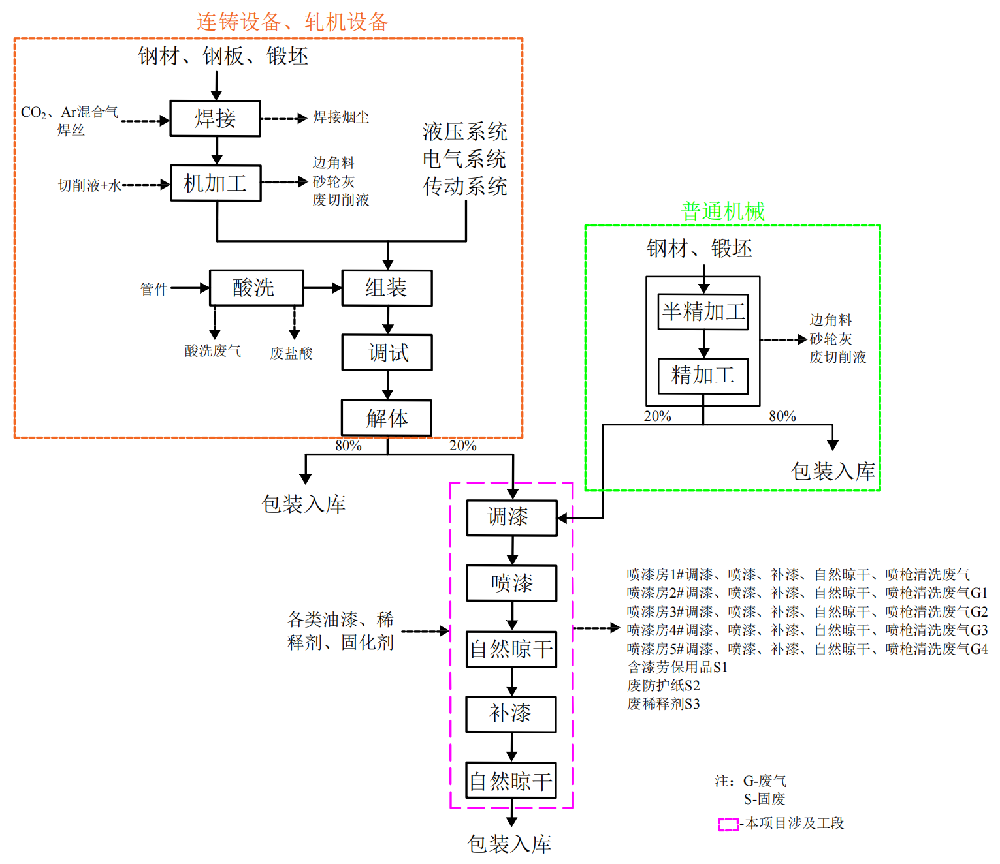 连铸设备、轧机设备
钢材、钢板、锻坯
CO₂、Ar混合气
焊丝
焊接
焊接烟尘
切削液+水
机加工
边角料
砂轮灰
废切削液
液压系统
电气系统
传动系统
管件
酸洗
组装
酸洗废气
废盐酸
调试
解体
80%
20%
包装入库
普通机械
钢材、锻坯
半精加工
精加工
边角料
砂轮灰
废切削液
20%
80%
包装入库
调漆
喷漆
自然晾干
补漆
自然晾干
包装入库
各类油漆、稀
释剂、固化剂
喷漆房1#调漆、喷漆、补漆、自然晾干、喷枪清洗废气
喷漆房2#调漆、喷漆、补漆、自然晾干、喷枪清洗废气G1
喷漆房3#调漆、喷漆、补漆、自然晾干、喷枪清洗废气G2
喷漆房4#调漆、喷漆、补漆、自然晾干、喷枪清洗废气G3
喷漆房5#调漆、喷漆、补漆、自然晾干、喷枪清洗废气G4
含漆劳保用品S1
废防护纸S2
废稀释剂S3
注：G-废气
S-固废
-本项目涉及工段